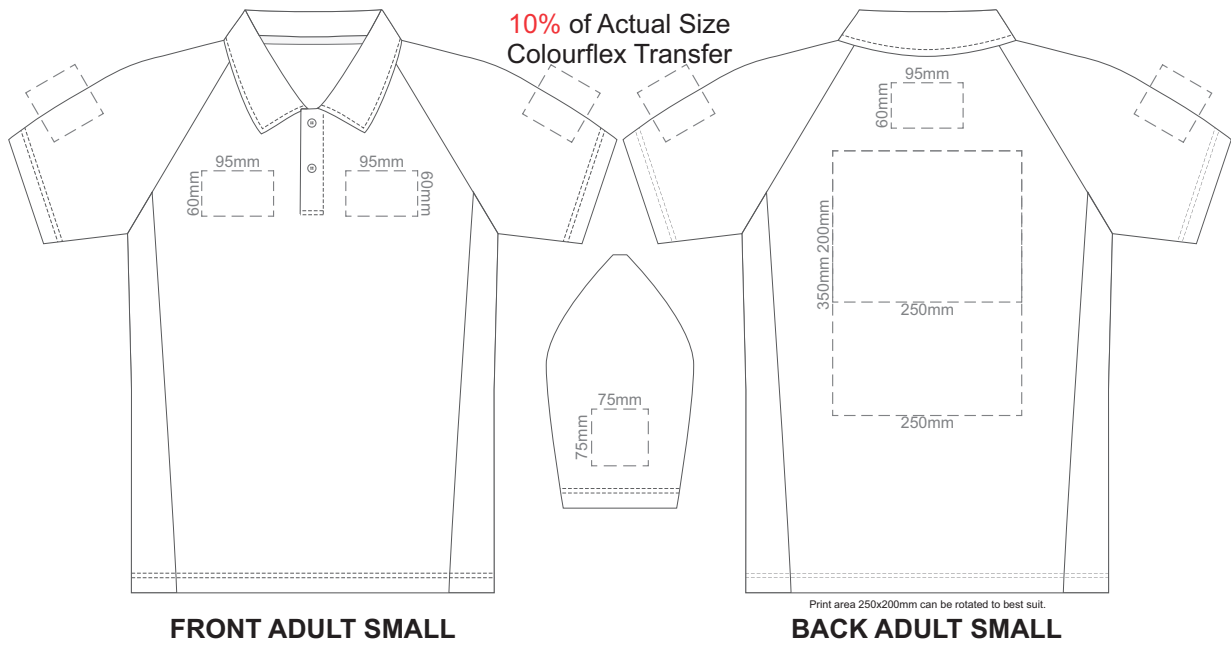 10% of Actual Size
Colourflex Transfer
95mm
60mm
95mm
60mm
95mm
60mm
200mm
350mm
250mm
250mm
75mm
75mm
Print area 250x200mm can be rotated to best suit.
FRONT ADULT SMALL
BACK ADULT SMALL